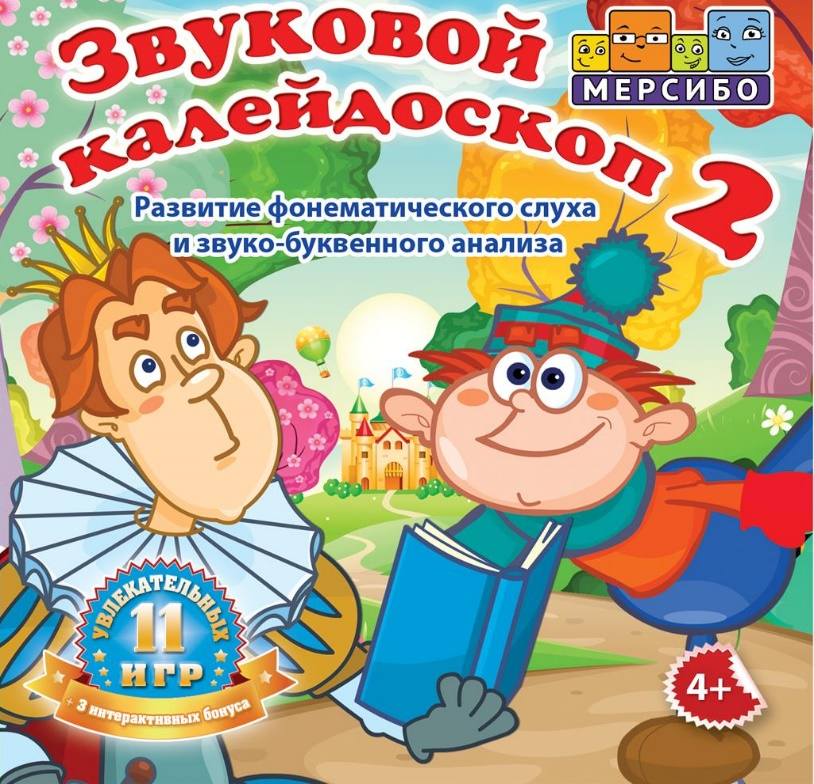 Звуковой
калейдоскоп 2
МЕРСИБО
Развитие фонематического слуха
и звуко-буквенного анализа
УВЛЕКАТЕЛЬНЫХ
11
ИГР
+ 3 интерактивных бонуса
4+